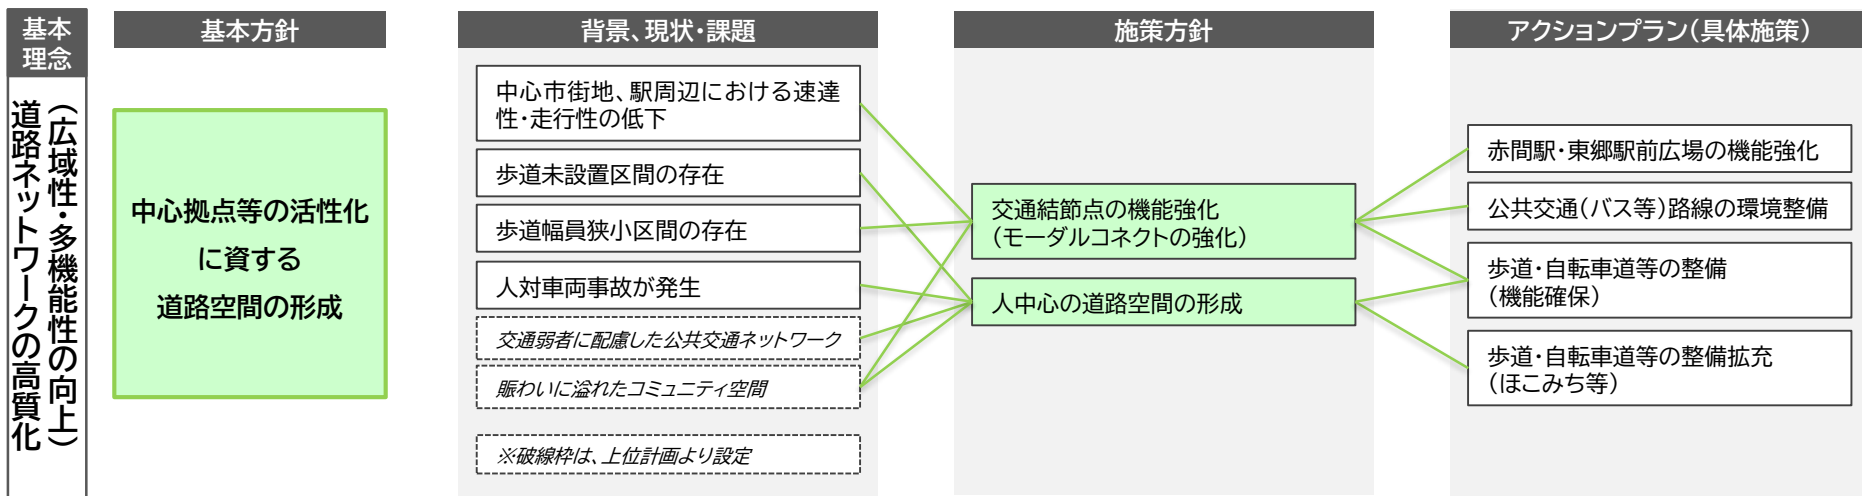 基本
理念
道路ネットワークの高質化
（広域性・多機能性の向上）
基本方針
中心拠点等の活性化
に資する
道路空間の形成
背景、現状・課題
中心市街地、駅周辺における速達
性・走行性の低下
歩道未設置区間の存在
歩道幅員狭小区間の存在
人対車両事故が発生
交通弱者に配慮した公共交通ネットワーク
賑わいに溢れたコミュニティ空間
※破線枠は、上位計画より設定
施策方針
交通結節点の機能強化
（モーダルコネクトの強化）
人中心の道路空間の形成
アクションプラン（具体施策）
赤間駅・東郷駅前広場の機能強化
公共交通（バス等）路線の環境整備
歩道・自転車道等の整備
（機能確保）
歩道・自転車道等の整備拡充
（ほこみち等）